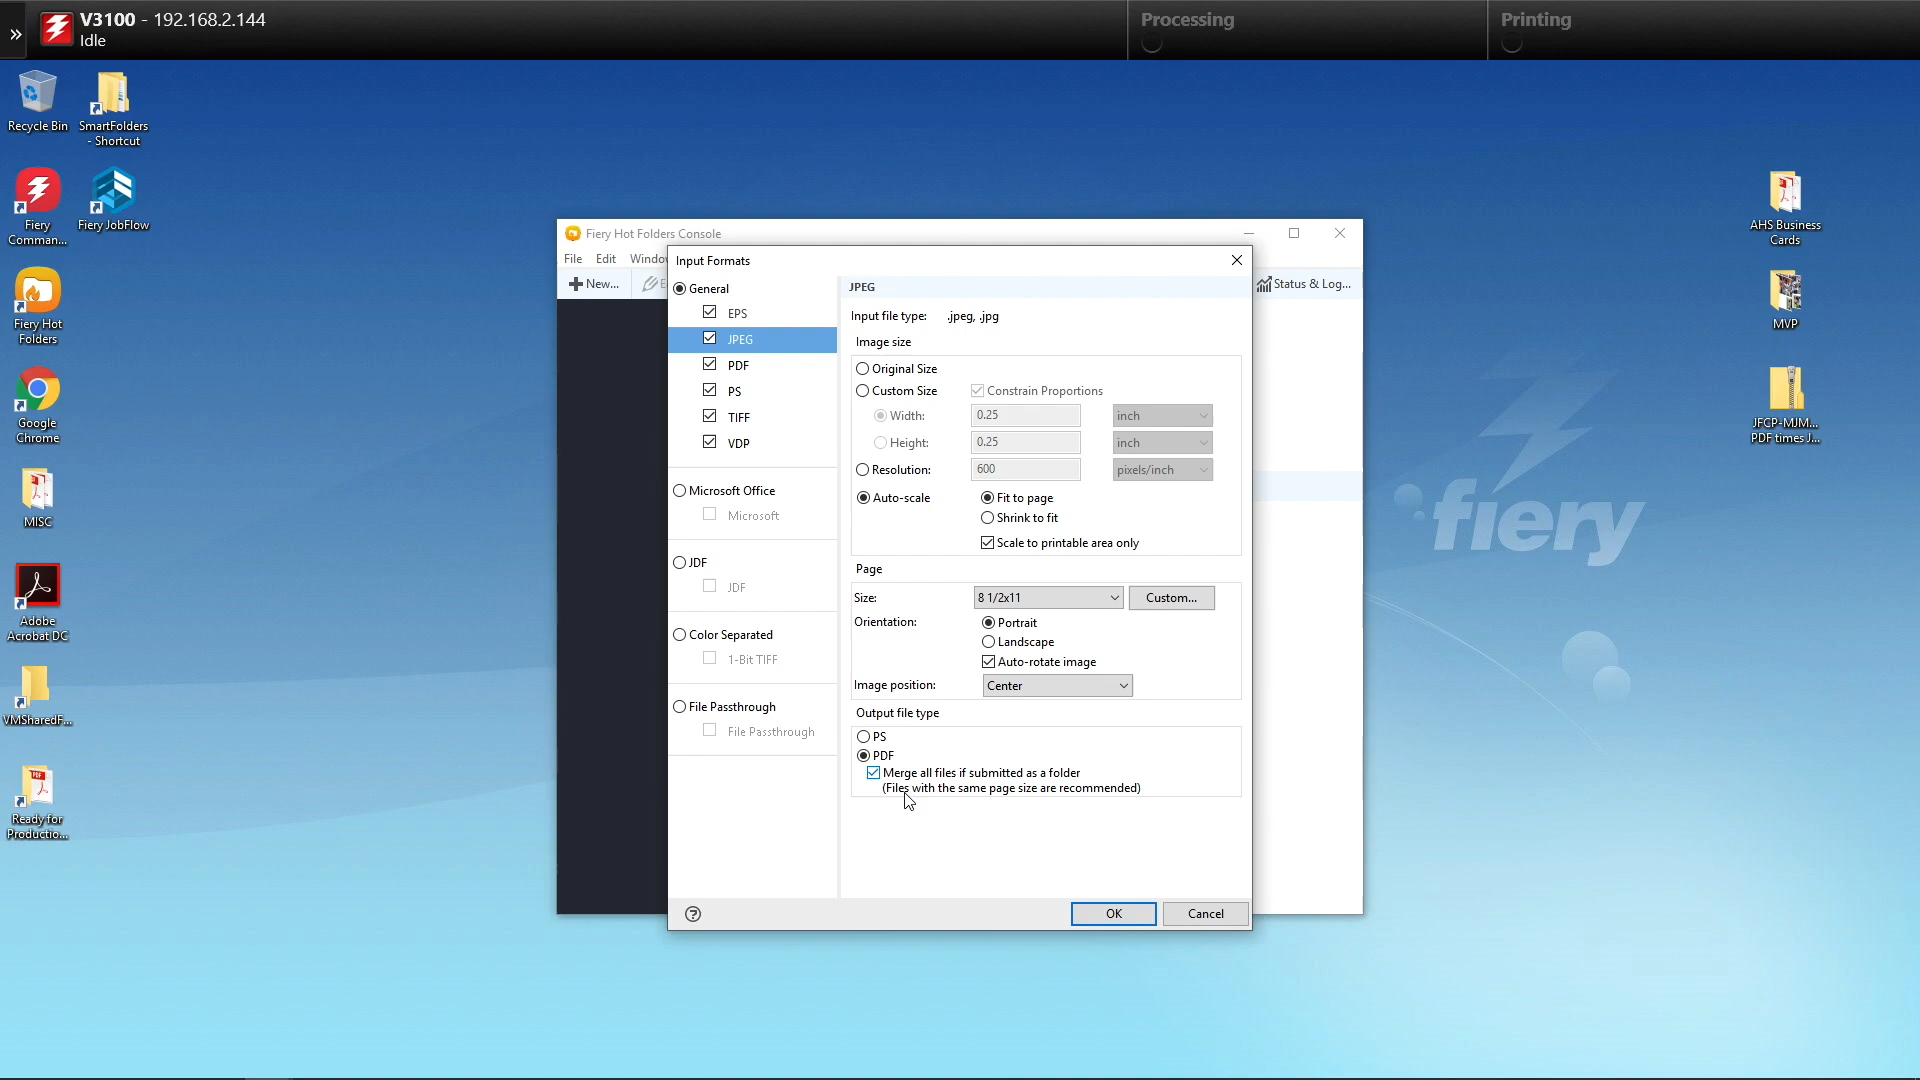 V3100 - 192.168.2.144
Idle
Processing
Printing
Recycle Bin
SmartFolders
- Shortcut
Fiery
Comman...
Fiery JobFlow
Fiery Hot
Folders
Google
Chrome
MISC
Adobe
Acrobat DC
VMSharedF...
Ready for
Productio...
AHS Business
Cards
MVP
JFCP-MJM...
PDF times J...
fiery
Fiery Hot Folders Console
File Edit Window
New...
Status & Log...
Input Formats
General
EPS
JPEG
PDF
PS
TIFF
VDP
Microsoft Office
Microsoft
JDF
JDF
Color Separated
1-Bit TIFF
File Passthrough
File Passthrough
JPEG
Input file type: .jpeg, .jpg
Image size
Original Size
Custom Size Constrain Proportions
Width: 0.25 inch
Height: 0.25 inch
Resolution: 600 pixels/inch
Auto-scale Fit to page
Shrink to fit
Scale to printable area only
Page
Size: 8 1/2x11 Custom...
Orientation: Portrait
Landscape
Auto-rotate image
Image position: Center
Output file type
PS
PDF
Merge all files if submitted as a folder
(Files with the same page size are recommended)
OK Cancel